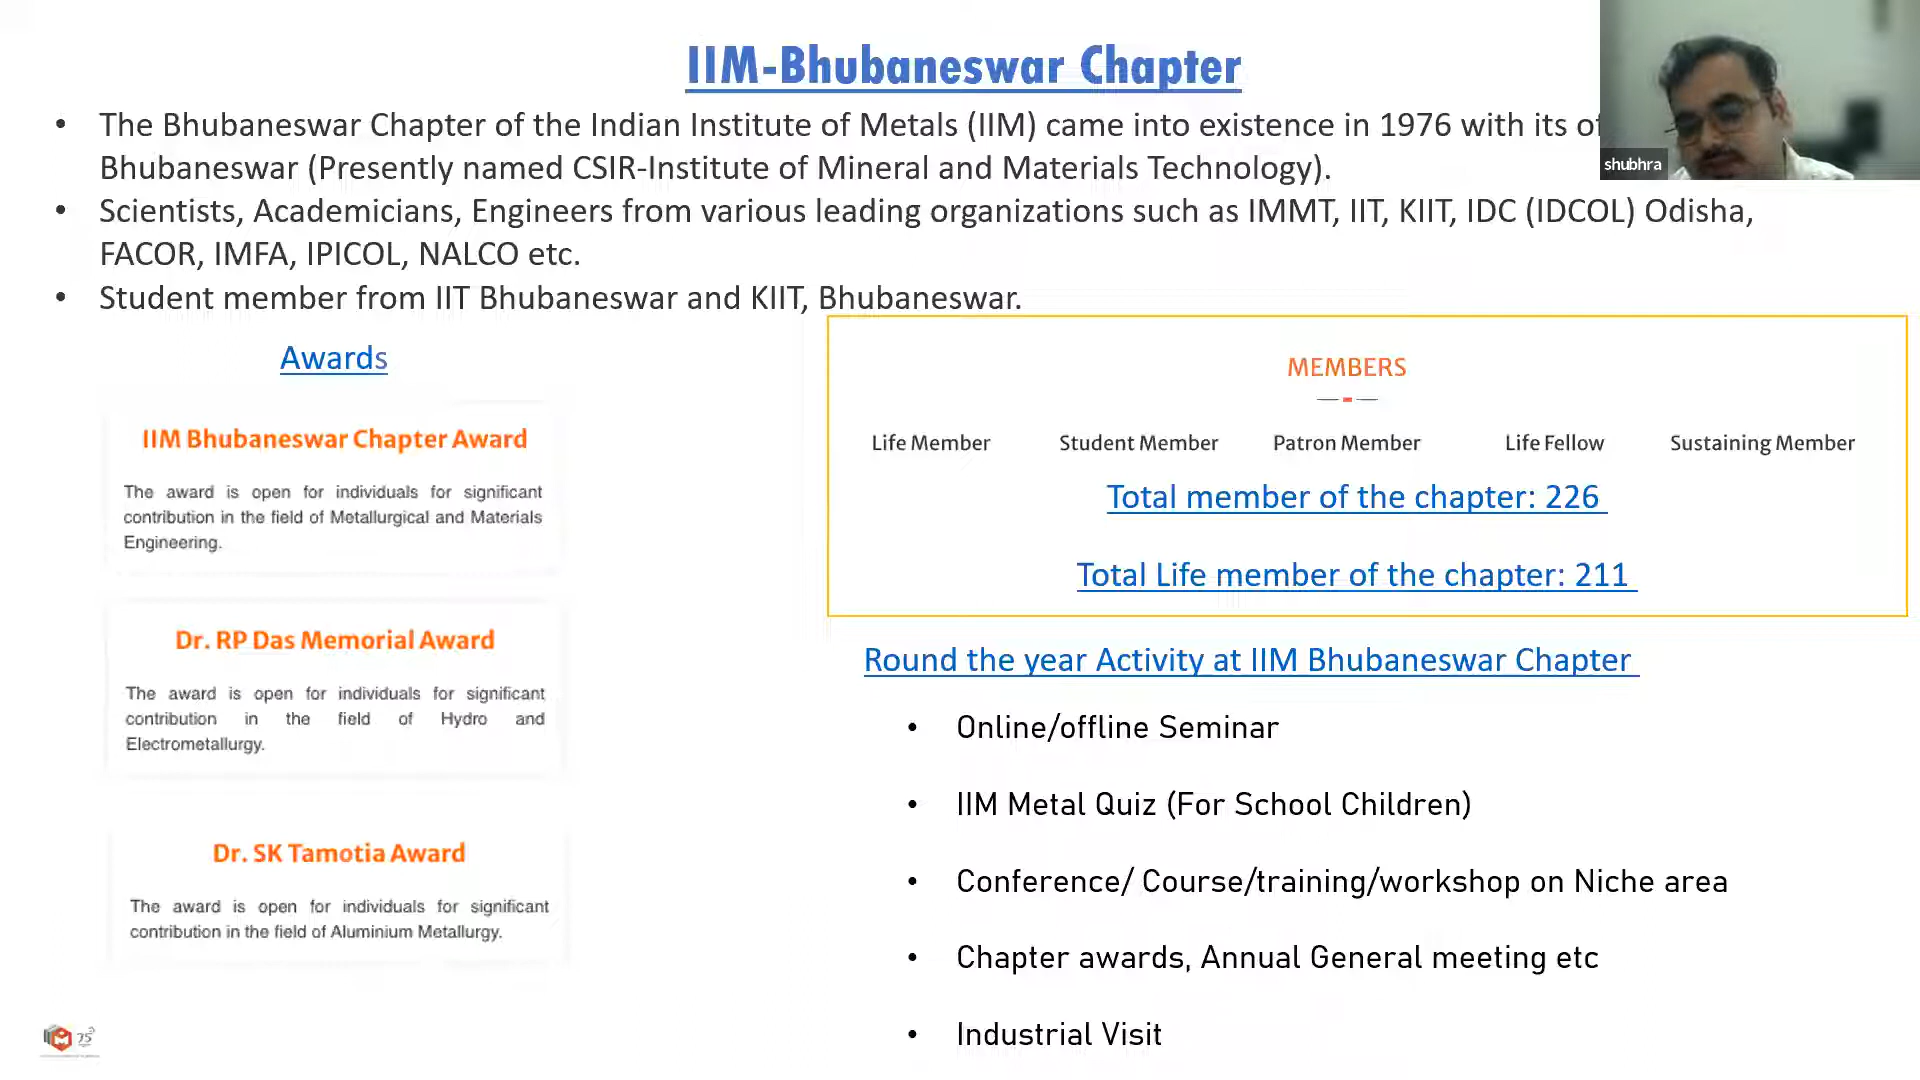 IIM-Bhubaneswar Chapter
• The Bhubaneswar Chapter of the Indian Institute of Metals (IIM) came into existence in 1976 with its
Bhubaneswar (Presently named CSIR-Institute of Mineral and Materials Technology).
• Scientists, Academicians, Engineers from various leading organizations such as IMMT, IIT, KIIT, IDC (IDCOL) Odisha,
FACOR, IMFA, IPICOL, NALCO etc.
• Student member from IIT Bhubaneswar and KIIT, Bhubaneswar.
shubhra
Awards
IIM Bhubaneswar Chapter Award
The award is open for individuals for significant
contribution in the field of Metallurgical and Materials
Engineering.
Dr. RP Das Memorial Award
The award is open for individuals for significant
contribution in the field of Hydro and
Electrometallurgy.
Dr. SK Tamotia Award
The award is open for individuals for significant
contribution in the field of Aluminium Metallurgy.
MEMBERS
Life Member Student Member Patron Member Life Fellow Sustaining Member
Total member of the chapter: 226
Total Life member of the chapter: 211
Round the year Activity at IIM Bhubaneswar Chapter
• Online/offline Seminar
• IIM Metal Quiz (For School Children)
• Conference/ Course/training/workshop on Niche area
• Chapter awards, Annual General meeting etc
• Industrial Visit
75